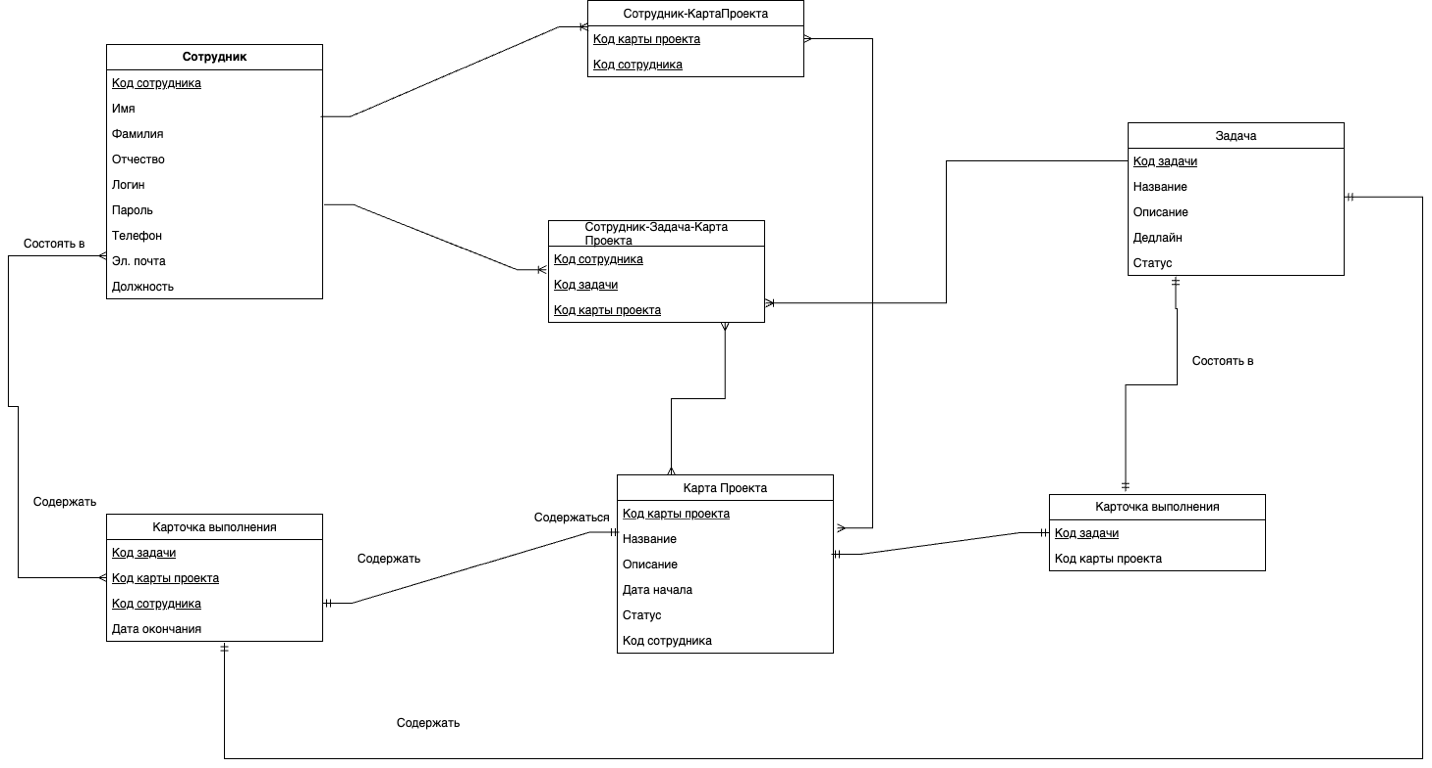 Сотрудник-КартаПроекта
Код карты проекта
Код сотрудника
Сотрудник
Код сотрудника
Имя
Фамилия
Отчество
Логин
Пароль
Телефон
Эл. почта
Должность
Состоять в
Сотрудник-Задача-Карта
Проекта
Код сотрудника
Код задачи
Код карты проекта
Задача
Код задачи
Название
Описание
Дедлайн
Статус
Состоять в
Содержать
Карточка выполнения
Код задачи
Код карты проекта
Код сотрудника
Дата окончания
Содержать
Содержаться
Карта Проекта
Код карты проекта
Название
Описание
Дата начала
Статус
Код сотрудника
Карточка выполнения
Код задачи
Код карты проекта
Содержать